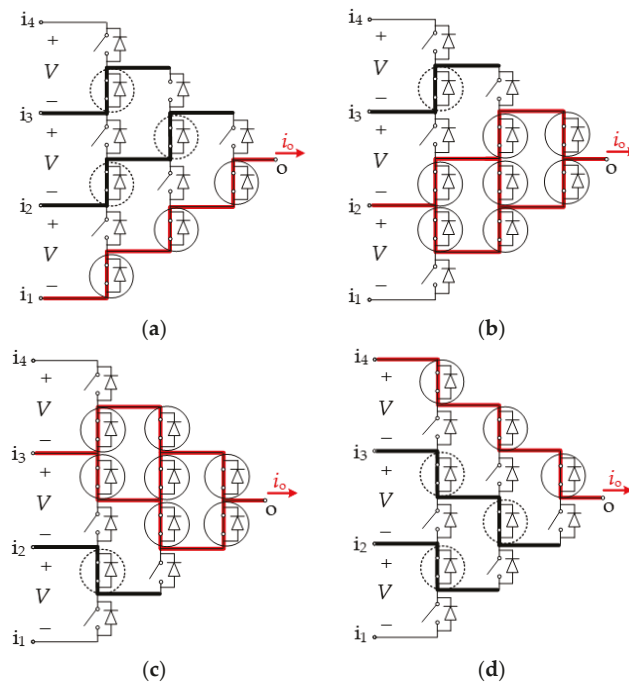 i4
+
V
−
i3
+
V
−
i2
+
V
−
i1
io
o
(a)
i4
+
V
−
i3
+
V
−
i2
+
V
−
i1
io
o
(b)
i4
+
V
−
i3
+
V
−
i2
+
V
−
i1
io
o
(c)
i4
+
V
−
i3
+
V
−
i2
+
V
−
i1
io
o
(d)